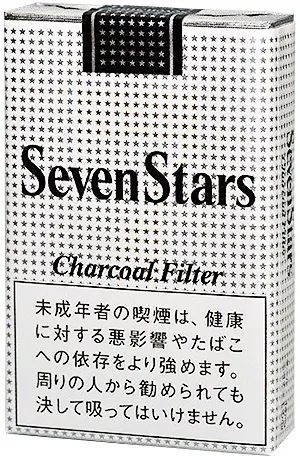 Seven Stars
Charcoal Filter
未成年者の喫煙は、健康
に対する悪影響やたばこ
への依存をより強めます。
周りの人から勧められても
決して吸ってはいけません。
Seven Stars